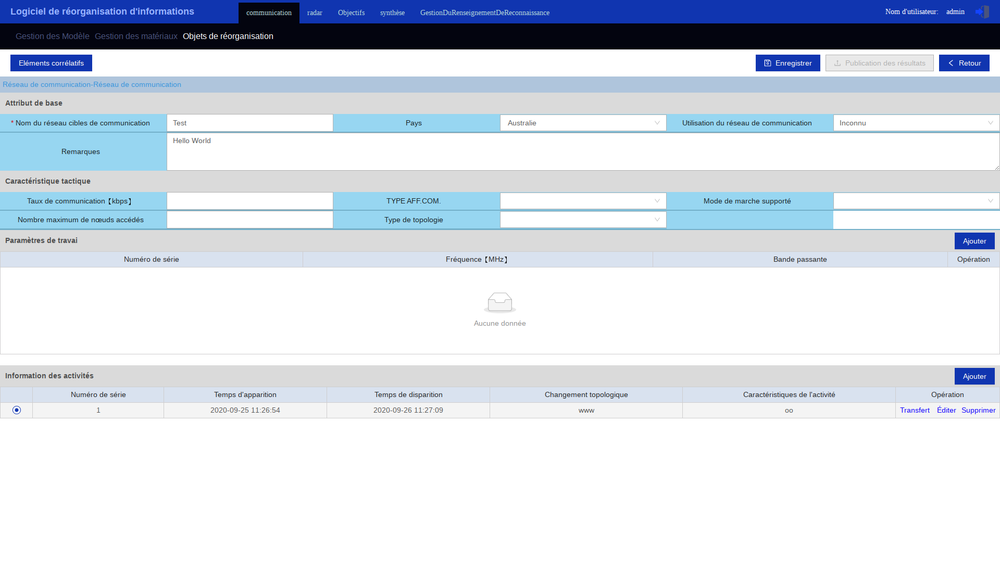 Logiciel de réorganisation d'informations
communication radar Objectifs synthèse GestionDuRenseignementDeReconnaissance
Nom d'utilisateur: admin
Gestion des Modèle Gestion des matériaux Objets de réorganisation
Eléments corrélatifs
Enregistrer Publication des résultats Retour
Réseau de communication-Réseau de communication
Attribut de base
* Nom du réseau cibles de communication Test Pays Australie Utilisation du réseau de communication Inconnu
Remarques Hello World
Caractéristique tactique
Taux de communication【kbps】 TYPE AFF.COM. Mode de marche supporté
Nombre maximum de nœuds accédés Type de topologie
Paramètres de travai Ajouter
Numéro de série Fréquence【MHz】 Bande passante Opération
Aucune donnée
Information des activités Ajouter
Numéro de série Temps d'apparition Temps de disparition Changement topologique Caractéristiques de l'activité Opération
1 2020-09-25 11:26:54 2020-09-26 11:27:09 www oo Transfert Éditer Supprimer